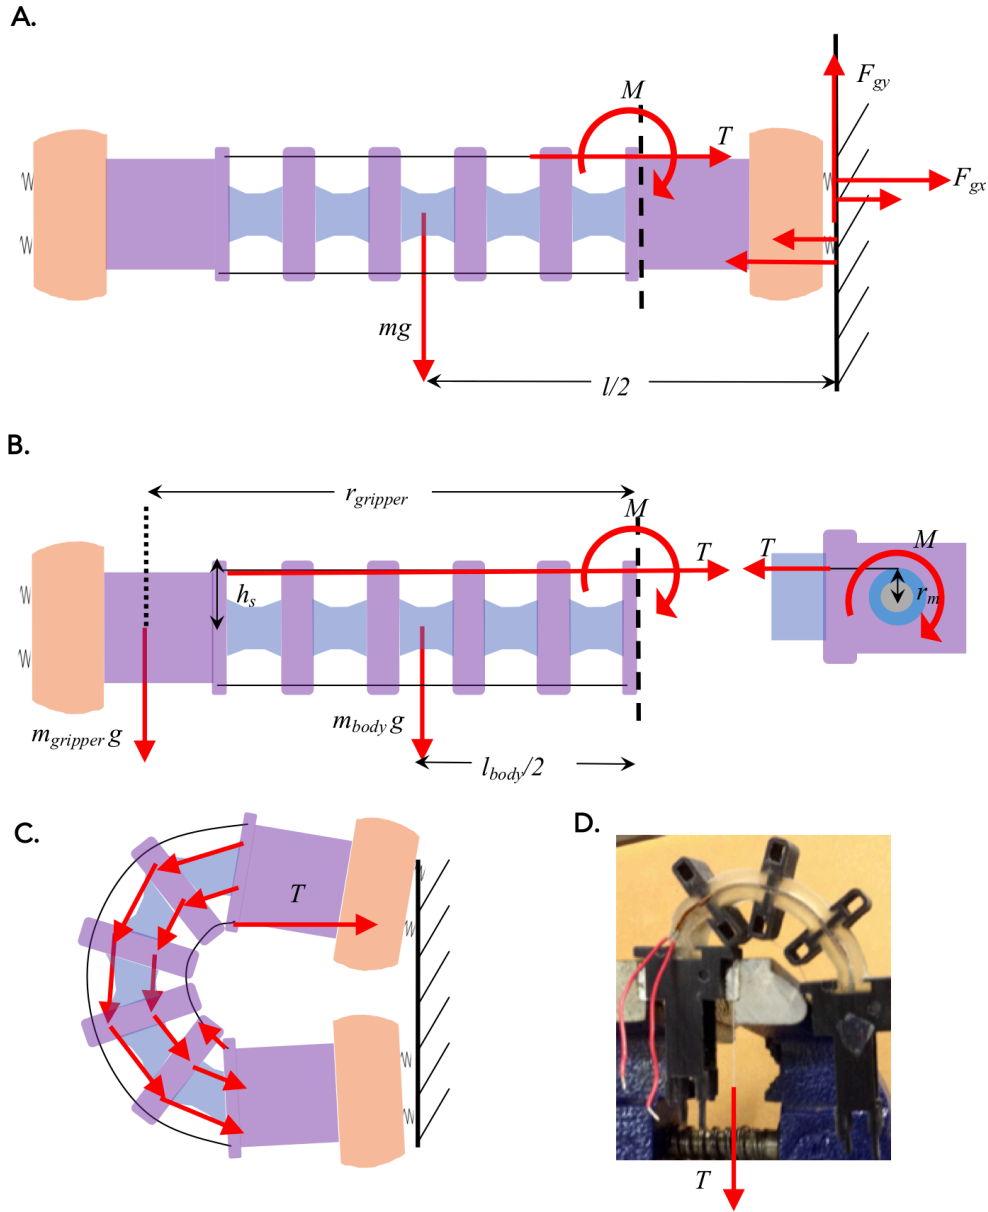 A.
M
F_gy
T
F_gx
mg
l/2
B.
r_gripper
M
T
T
M
h_s
r_m
m_gripper g
m_body g
l_body/2
C.
D.
T
T